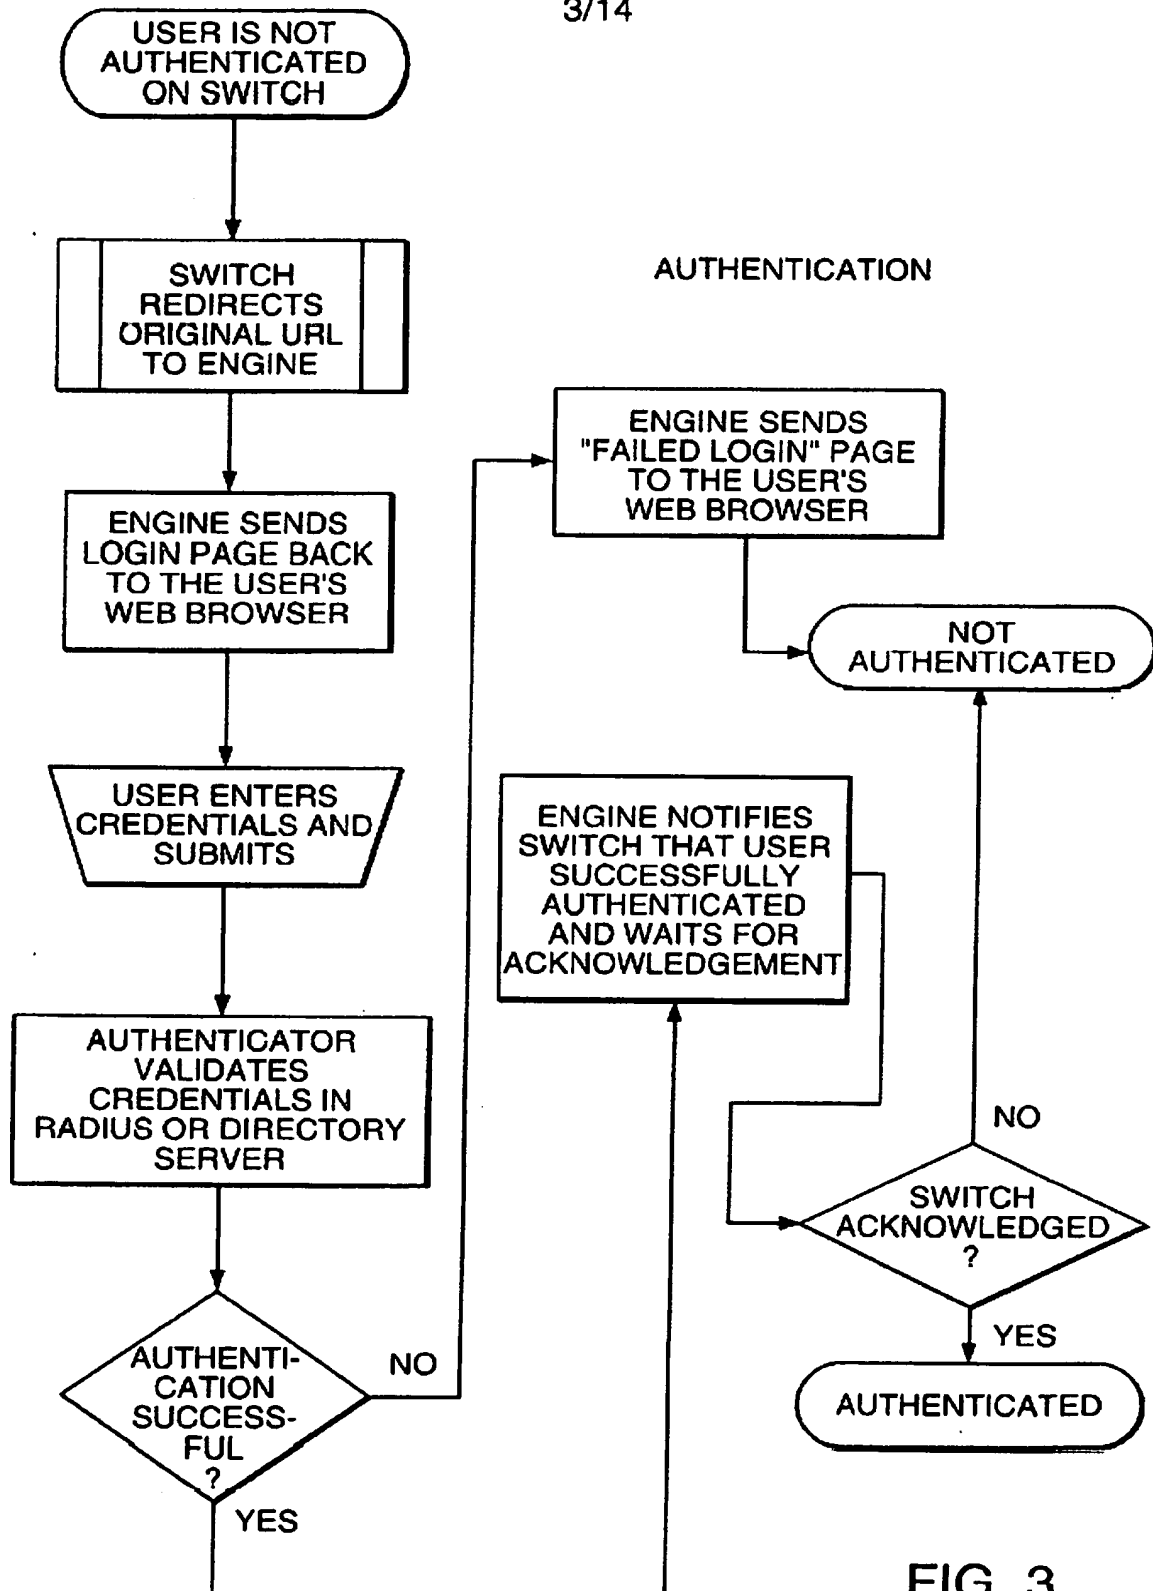 3/14
USER IS NOT
AUTHENTICATED
ON SWITCH
SWITCH
REDIRECTS
ORIGINAL URL
TO ENGINE
AUTHENTICATION
ENGINE SENDS
LOGIN PAGE BACK
TO THE USER'S
WEB BROWSER
USER ENTERS
CREDENTIALS AND
SUBMITS
AUTHENTICATOR
VALIDATES
CREDENTIALS IN
RADIUS OR DIRECTORY
SERVER
AUTHENTI-
CATION
SUCCESS-
FUL
?
NO
YES
ENGINE SENDS
"FAILED LOGIN" PAGE
TO THE USER'S
WEB BROWSER
NOT
AUTHENTICATED
ENGINE NOTIFIES
SWITCH THAT USER
SUCCESSFULLY
AUTHENTICATED
AND WAITS FOR
ACKNOWLEDGEMENT
NO
SWITCH
ACKNOWLEDGED
?
YES
AUTHENTICATED
FIG. 3